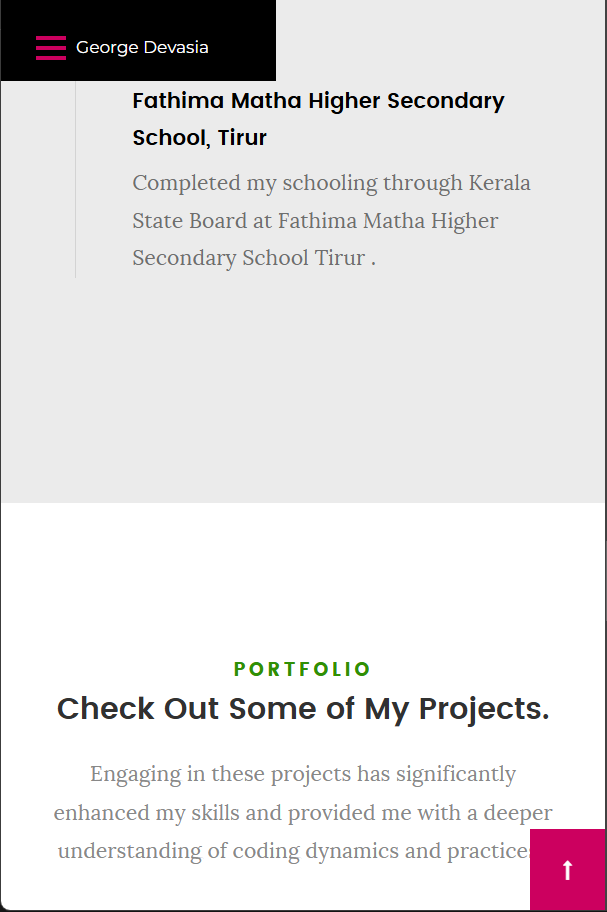 George Devasia
Fathima Matha Higher Secondary
School, Tirur
Completed my schooling through Kerala
State Board at Fathima Matha Higher
Secondary School Tirur .
PORTFOLIO
Check Out Some of My Projects.
Engaging in these projects has significantly
enhanced my skills and provided me with a deeper
understanding of coding dynamics and practices